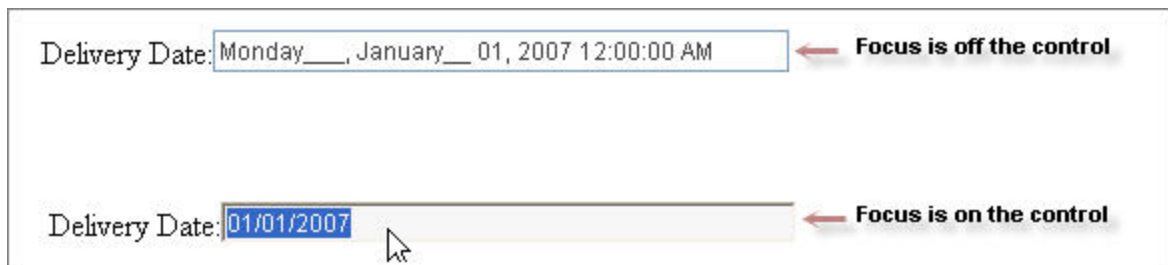 Delivery Date: Monday___, January__ 01, 2007 12:00:00 AM Focus is off the control
Delivery Date: 01/01/2007 Focus is on the control